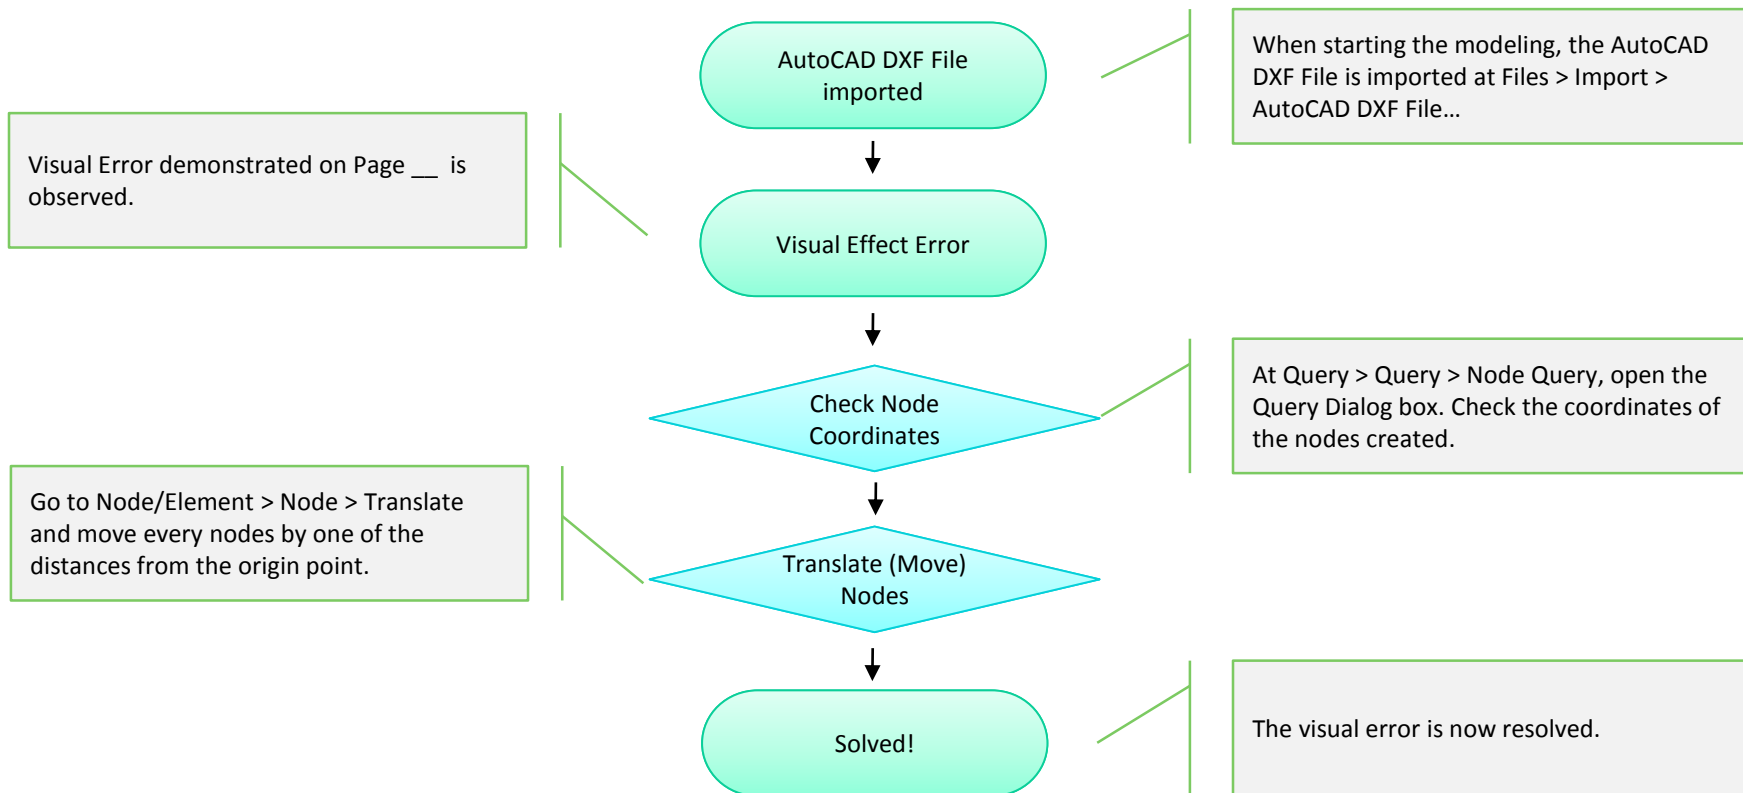 AutoCAD DXF File
imported
When starting the modeling, the AutoCAD
DXF File is imported at Files > Import >
AutoCAD DXF File…
Visual Error demonstrated on Page __ is
observed.
Visual Effect Error
Check Node
Coordinates
At Query > Query > Node Query, open the
Query Dialog box. Check the coordinates of
the nodes created.
Go to Node/Element > Node > Translate
and move every nodes by one of the
distances from the origin point.
Translate (Move)
Nodes
Solved!
The visual error is now resolved.